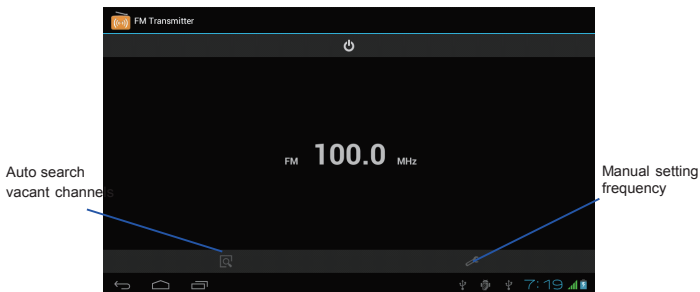 FM Transmitter
FM 100.0 MHz
Auto search
vacant channels
Manual setting
frequency
7:19